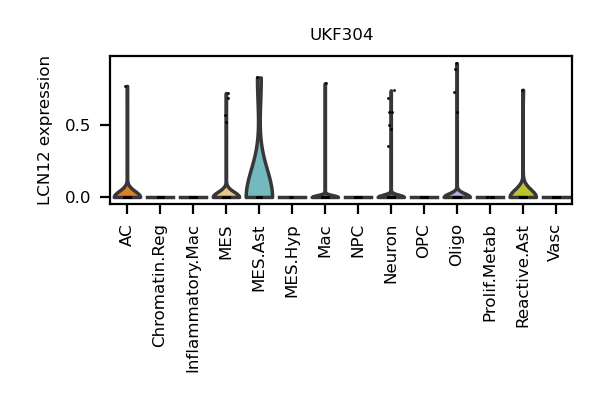 UKF304
LCN12 expression
0.5
0.0
AC
Chromatin.Reg
Inflammatory.Mac
MES
MES.Ast
MES.Hyp
Mac
NPC
Neuron
OPC
Oligo
Prolif.Metab
Reactive.Ast
Vasc